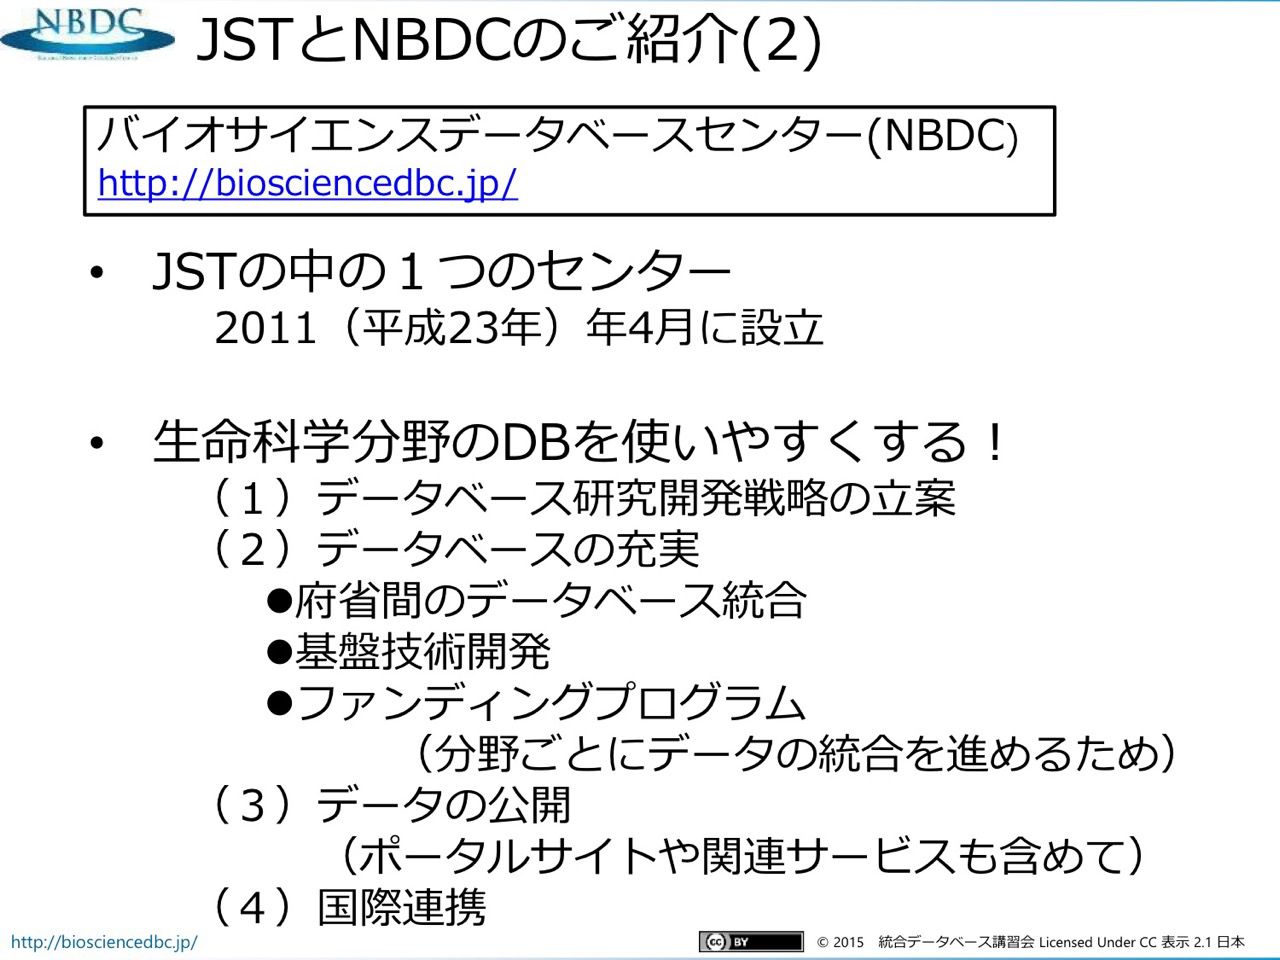 NBDC
JSTとNBDCのご紹介(2)
バイオサイエンスデータベースセンター(NBDC)
http://biosciencedbc.jp/
• JSTの中の１つのセンター
2011（平成23年）年4月に設立
• 生命科学分野のDBを使いやすくする！
（１）データベース研究開発戦略の立案
（２）データベースの充実
●府省間のデータベース統合
●基盤技術開発
●ファンディングプログラム
（分野ごとにデータの統合を進めるため）
（３）データの公開
（ポータルサイトや関連サービスも含めて）
（４）国際連携
http://biosciencedbc.jp/
cc BY © 2015 統合データベース講習会 Licensed Under CC 表示 2.1 日本